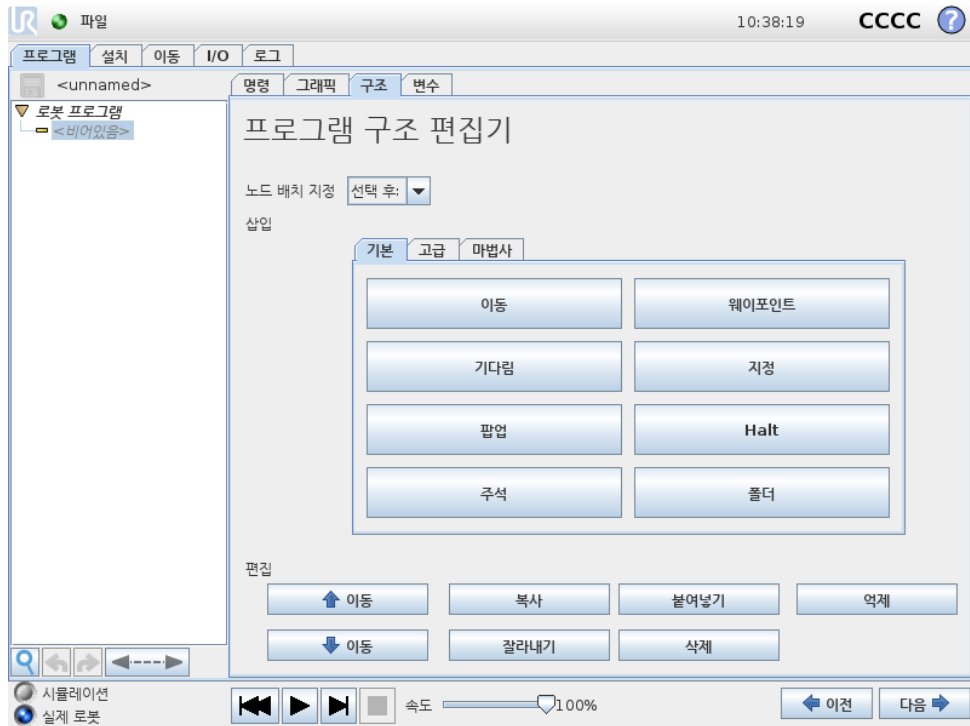 UR 파일 10:38:19 CCCC ?
프로그램 설치 이동 I/O 로그
<unnamed> 명령 그래픽 구조 변수
로봇 프로그램
<비어있음>
프로그램 구조 편집기
노드 배치 지정 선택 후:
삽입
기본 고급 마법사
이동 웨이포인트
기다림 지정
팝업 Halt
주석 폴더
편집
이동 복사 붙여넣기 억제
이동 잘라내기 삭제
시뮬레이션
실제 로봇
속도 100% 이전 다음